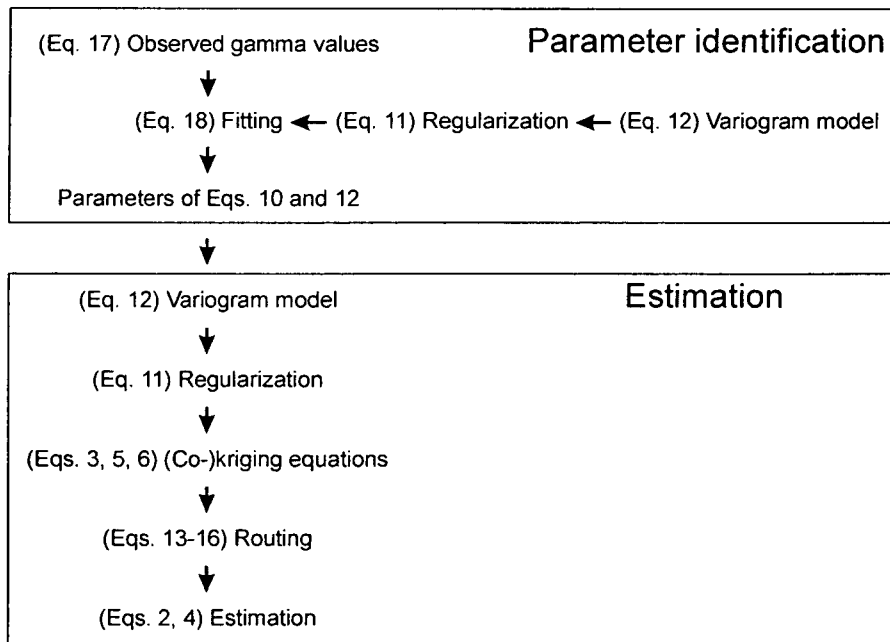 Parameter identification
(Eq. 17) Observed gamma values
(Eq. 18) Fitting
(Eq. 11) Regularization
(Eq. 12) Variogram model
Parameters of Eqs. 10 and 12
Estimation
(Eq. 12) Variogram model
(Eq. 11) Regularization
(Eqs. 3, 5, 6) (Co-)kriging equations
(Eqs. 13-16) Routing
(Eqs. 2, 4) Estimation